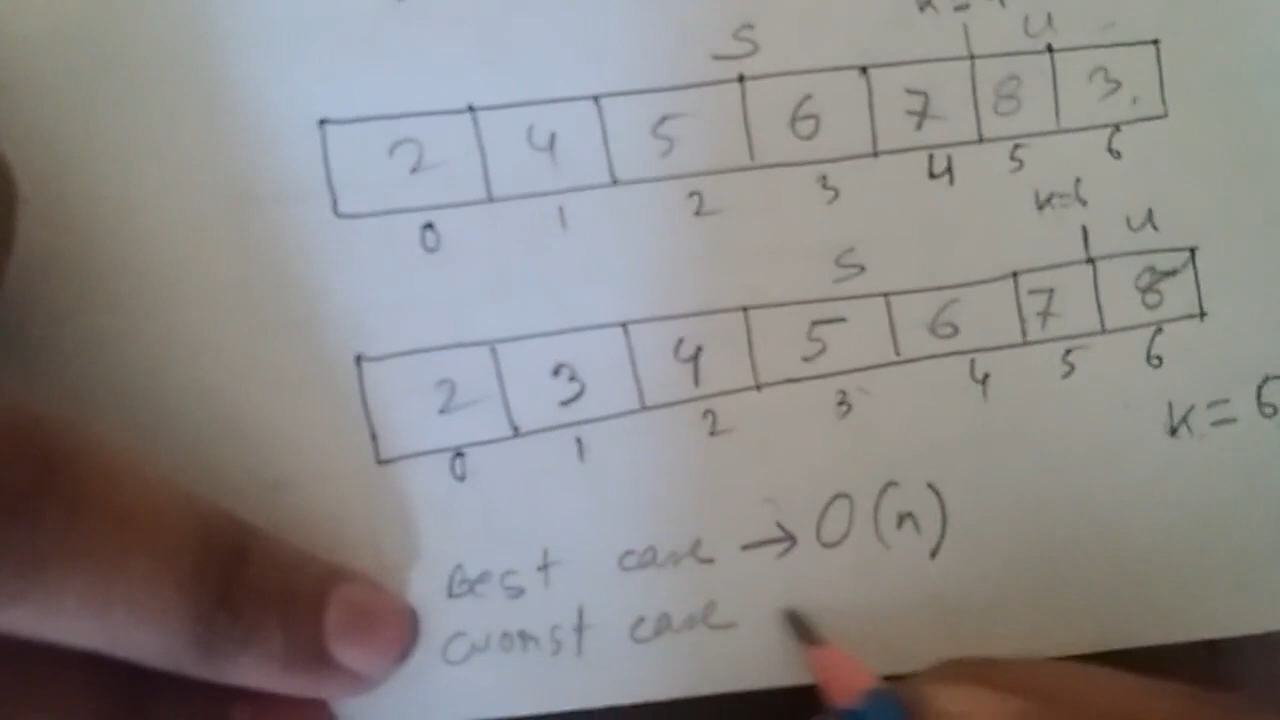 S U
2 4 5 6 7 8 3
0 1 2 3 4 5 6
k=6
S U
2 3 4 5 6 7 8
0 1 2 3 4 5 6
k=6
Best case → O(n)
worst case